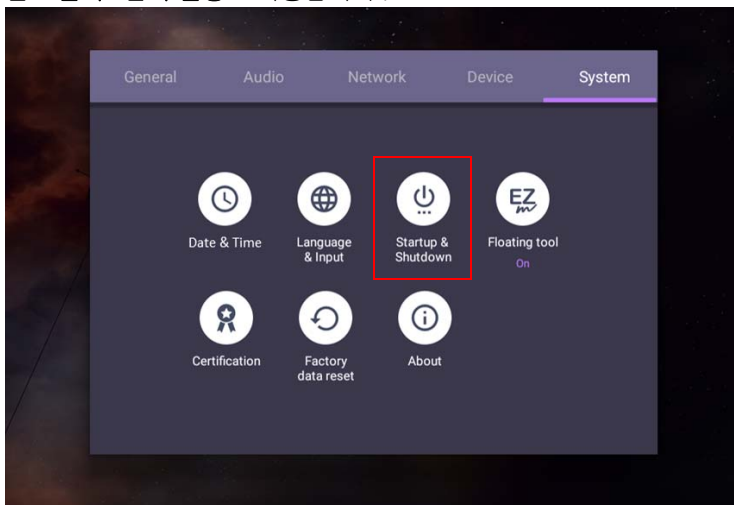 General Audio Network Device System
Date & Time
Language
& Input
Startup &
Shutdown
EZ
Floating tool
On
Certification
Factory
data reset
About